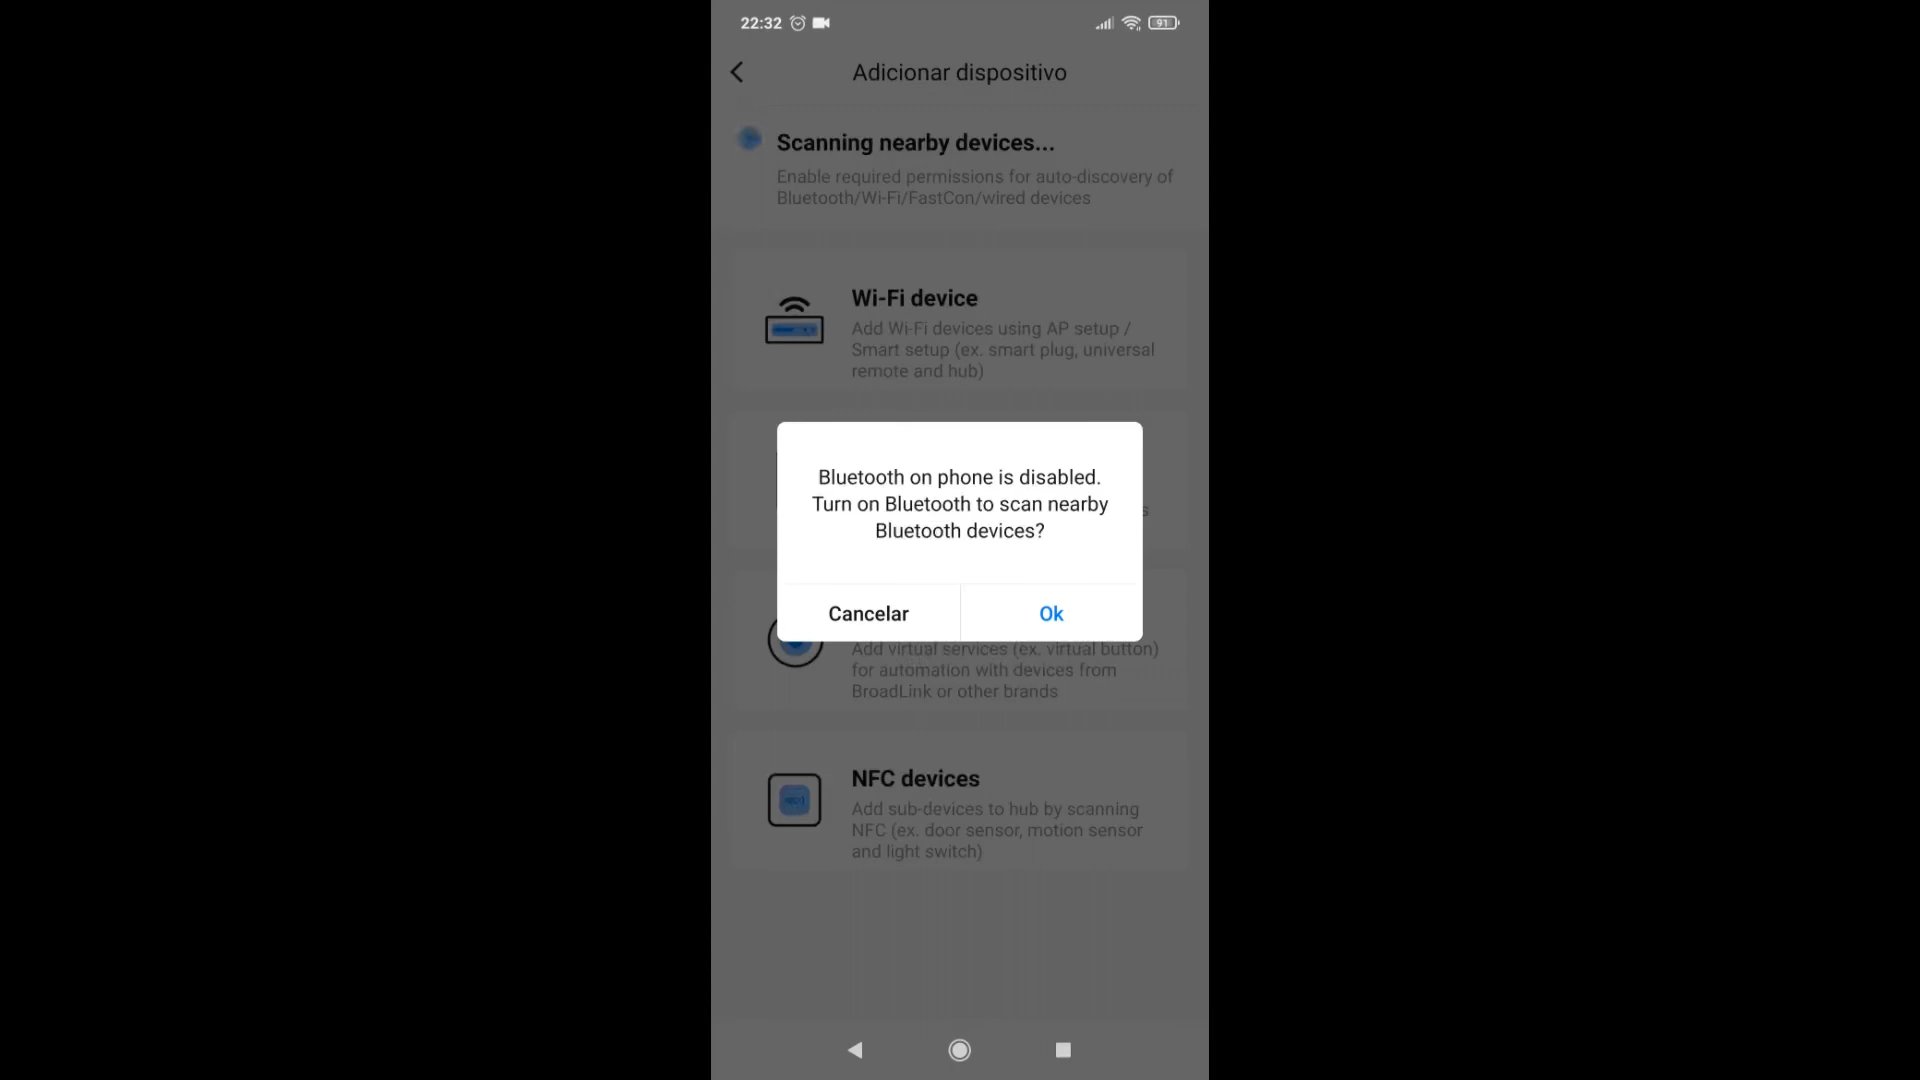 22:32
91
Adicionar dispositivo
Scanning nearby devices...
Enable required permissions for auto-discovery of
Bluetooth/Wi-Fi/FastCon/wired devices
Wi-Fi device
Add Wi-Fi devices using AP setup /
Smart setup (ex. smart plug, universal
remote and hub)
Bluetooth on phone is disabled.
Turn on Bluetooth to scan nearby
Bluetooth devices?
Cancelar
Ok
Add virtual services (ex. virtual button)
for automation with devices from
BroadLink or other brands
NFC devices
Add sub-devices to hub by scanning
NFC (ex. door sensor, motion sensor
and light switch)